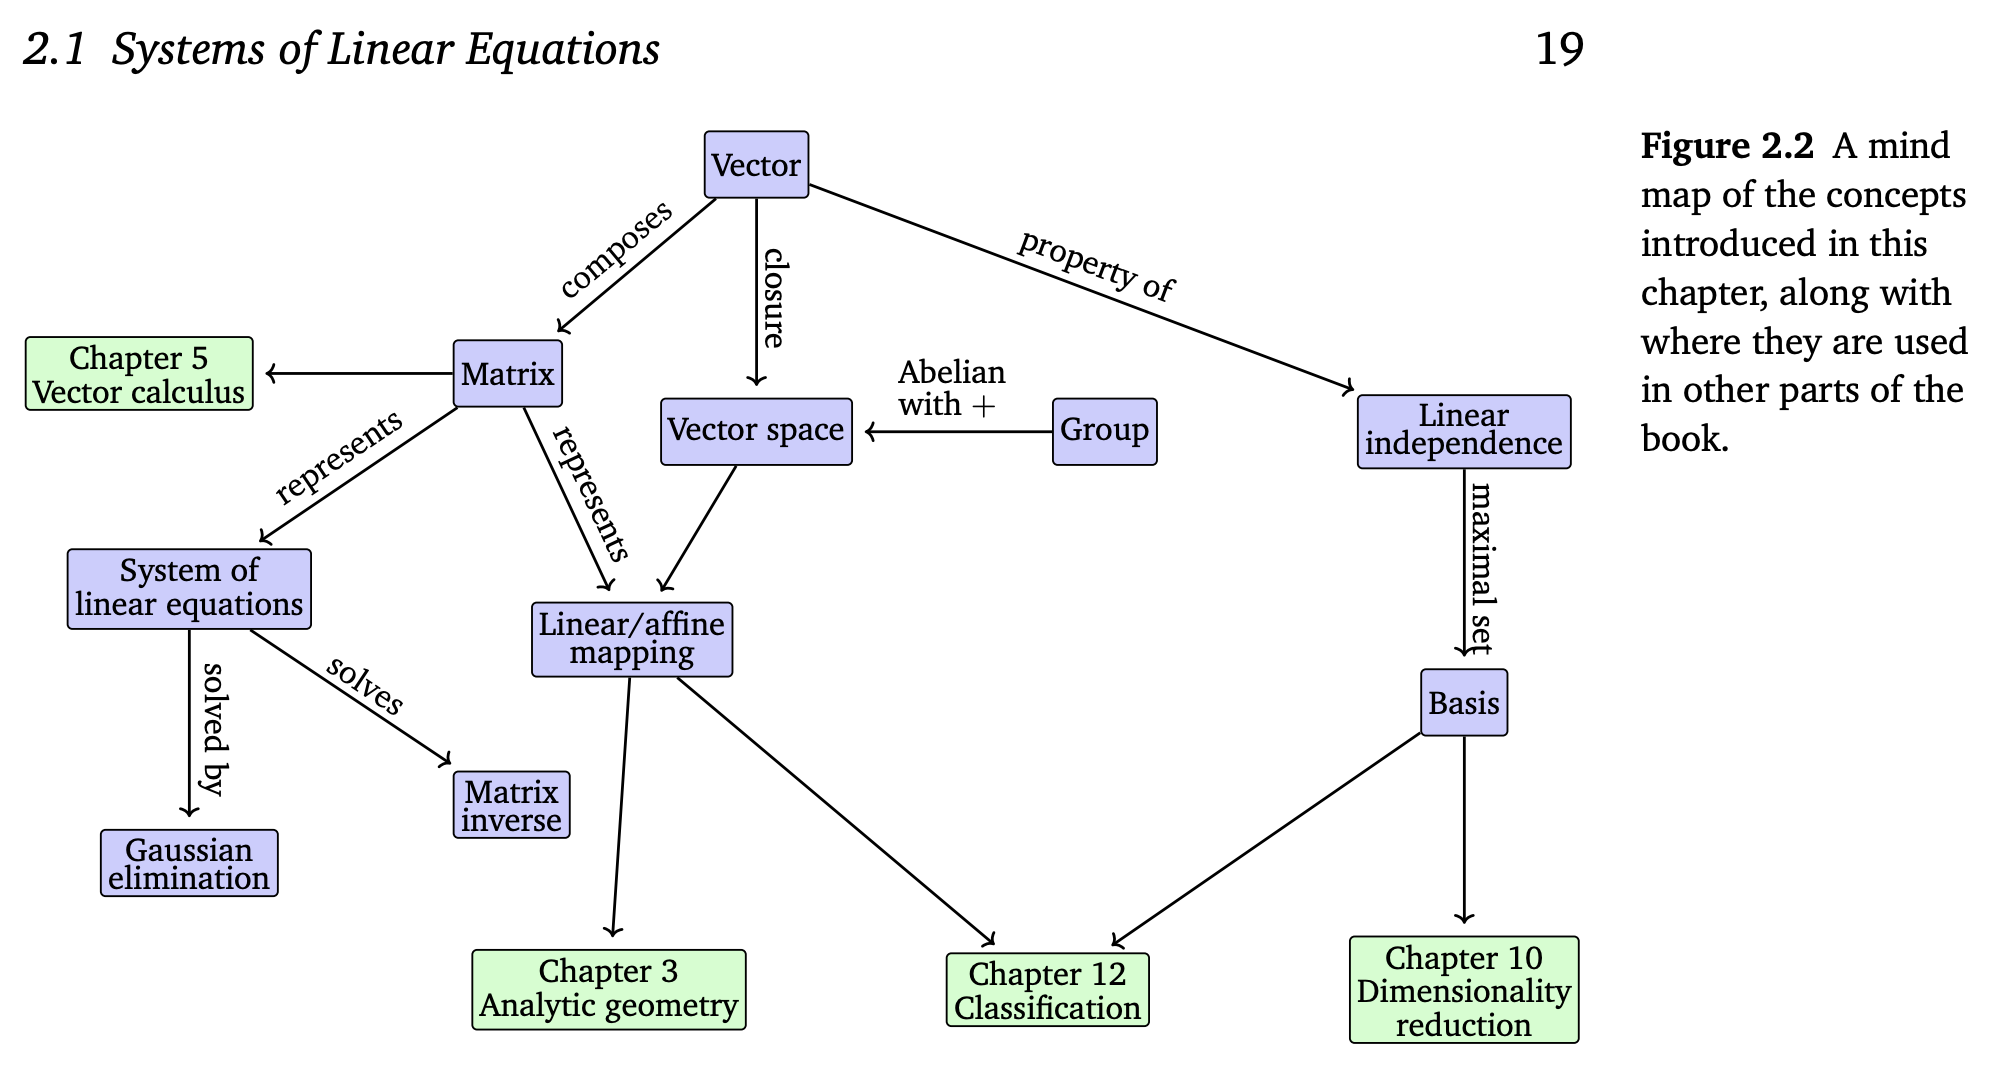 2.1 Systems of Linear Equations
19
Figure 2.2 A mind
map of the concepts
introduced in this
chapter, along with
where they are used
in other parts of the
book.
Vector
composes
closure
property of
Chapter 5
Vector calculus
Matrix
Abelian
with +
Vector space
Group
Linear
independence
represents
represents
maximal set
System of
linear equations
Linear/affine
mapping
solved by
solves
Basis
Matrix
inverse
Gaussian
elimination
Chapter 3
Analytic geometry
Chapter 12
Classification
Chapter 10
Dimensionality
reduction